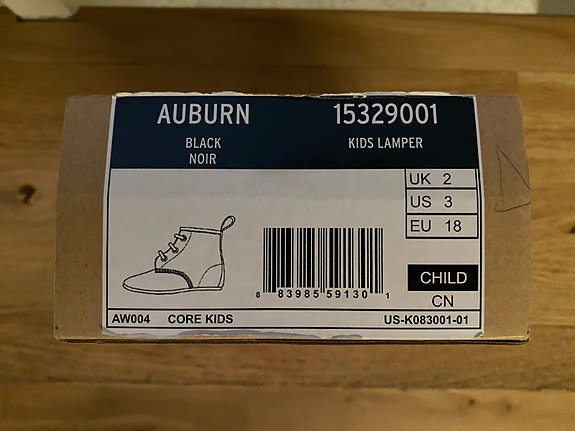 AUBURN 15329001
BLACK KIDS LAMPER
NOIR
UK 2
US 3
EU 18
CHILD
CN
8 83985 59130 1
AW004 CORE KIDS US-K083001-01